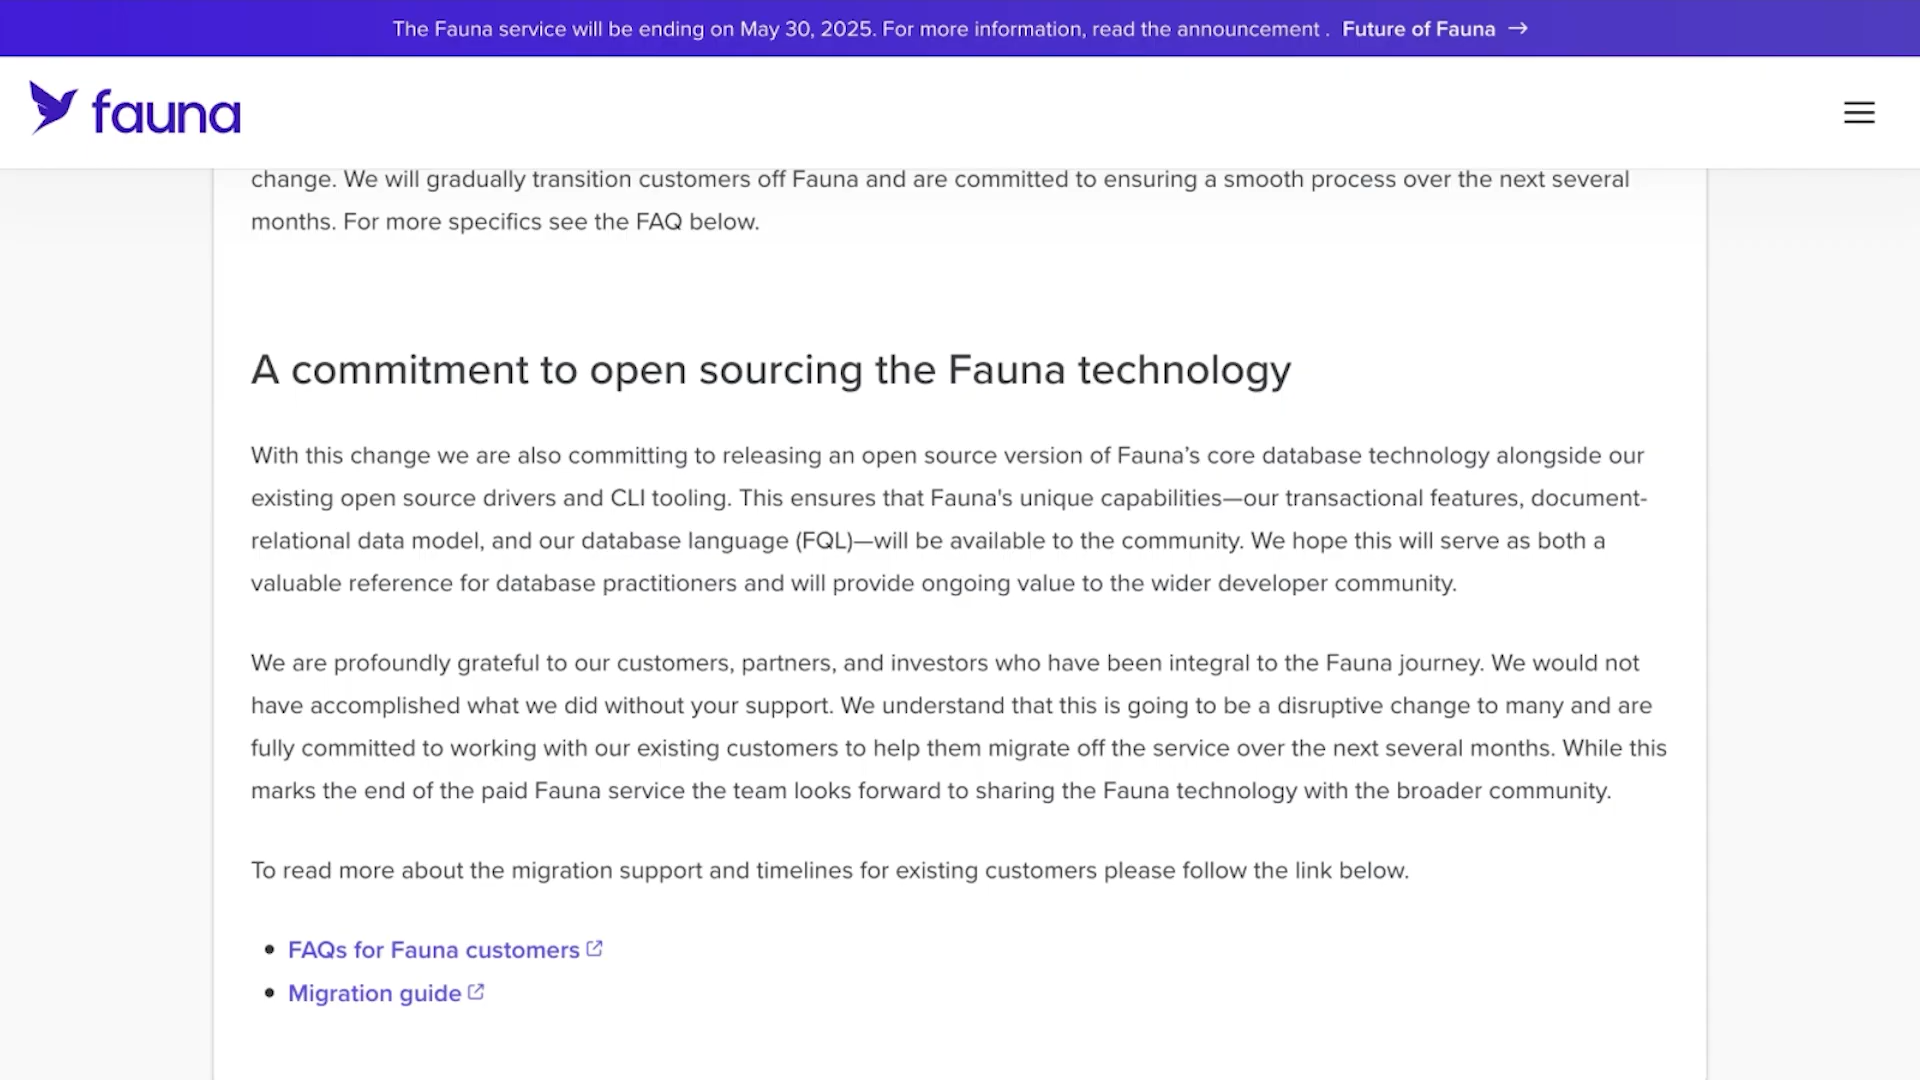 The Fauna service will be ending on May 30, 2025. For more information, read the announcement . Future of Fauna →
fauna
change. We will gradually transition customers off Fauna and are committed to ensuring a smooth process over the next several
months. For more specifics see the FAQ below.
A commitment to open sourcing the Fauna technology
With this change we are also committing to releasing an open source version of Fauna’s core database technology alongside our
existing open source drivers and CLI tooling. This ensures that Fauna's unique capabilities—our transactional features, document-
relational data model, and our database language (FQL)—will be available to the community. We hope this will serve as both a
valuable reference for database practitioners and will provide ongoing value to the wider developer community.
We are profoundly grateful to our customers, partners, and investors who have been integral to the Fauna journey. We would not
have accomplished what we did without your support. We understand that this is going to be a disruptive change to many and are
fully committed to working with our existing customers to help them migrate off the service over the next several months. While this
marks the end of the paid Fauna service the team looks forward to sharing the Fauna technology with the broader community.
To read more about the migration support and timelines for existing customers please follow the link below.
• FAQs for Fauna customers
• Migration guide